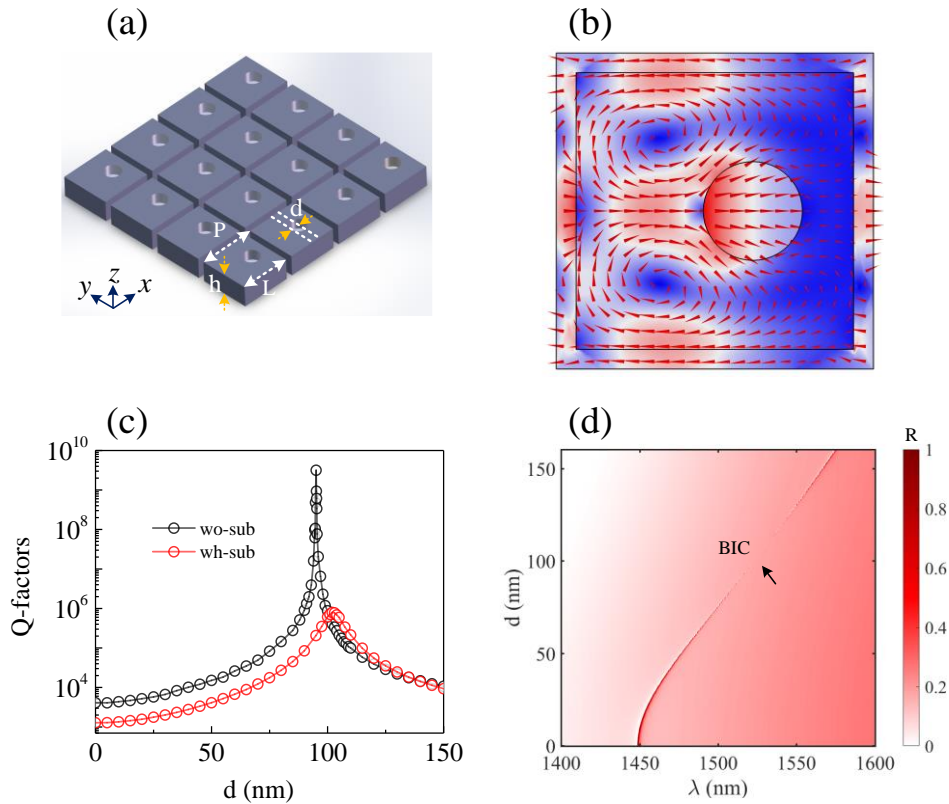 (a)
P
d
h
L
y
z
x
(b)
(c)
10^10
10^8
10^6
10^4
Q-factors
wo-sub
wh-sub
0
50
100
150
d (nm)
(d)
R
150
100
50
0
d (nm)
BIC
1400
1450
1500
1550
1600
λ (nm)
1
0.8
0.6
0.4
0.2
0